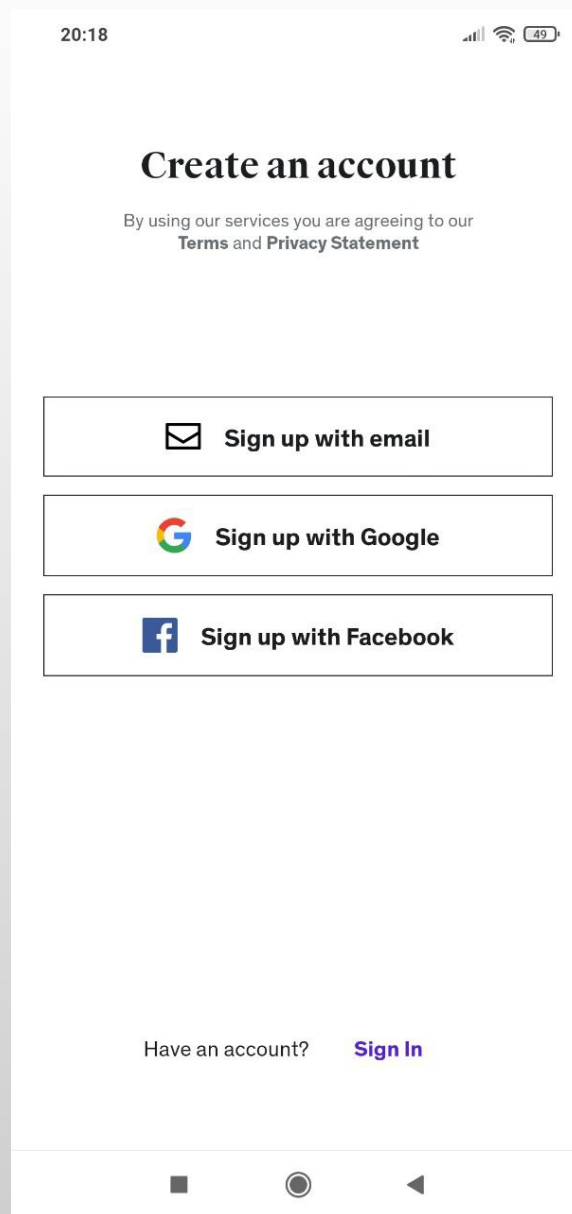 20:18
49
Create an account
By using our services you are agreeing to our
Terms and Privacy Statement
Sign up with email
Sign up with Google
Sign up with Facebook
Have an account? Sign In